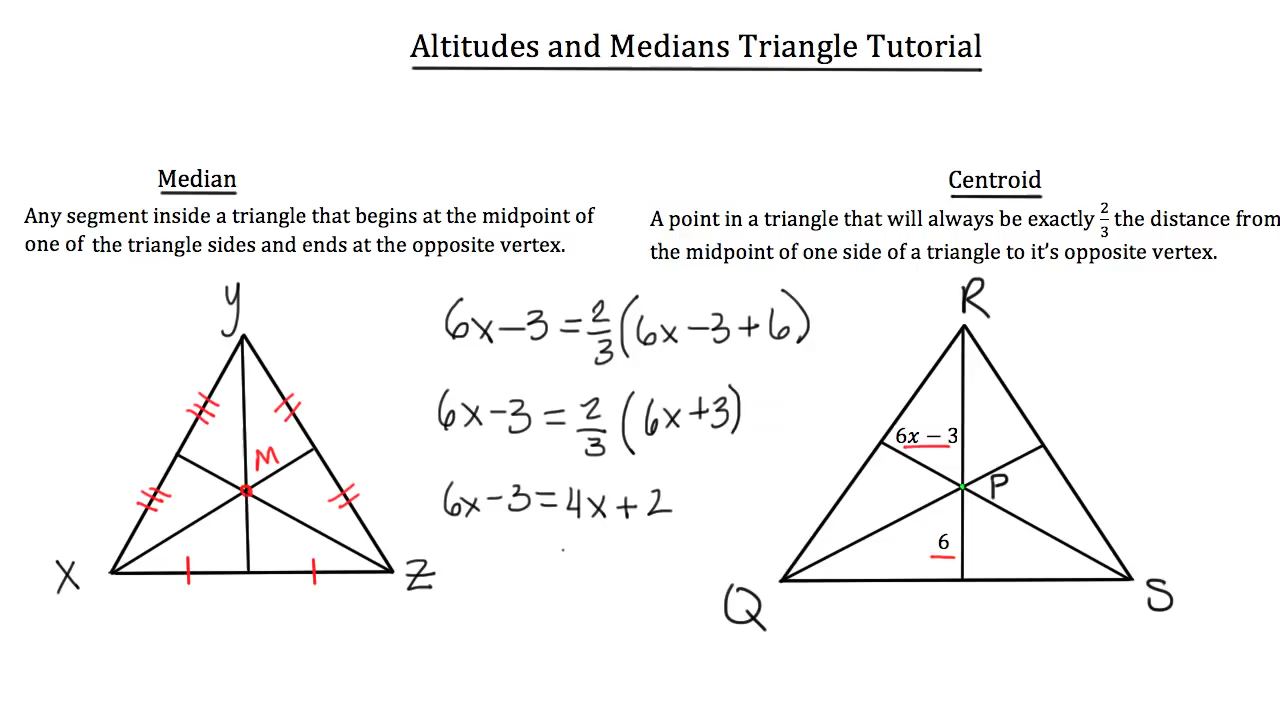 Altitudes and Medians Triangle Tutorial
Median
Any segment inside a triangle that begins at the midpoint of
one of the triangle sides and ends at the opposite vertex.
Centroid
A point in a triangle that will always be exactly 2/3 the distance from
the midpoint of one side of a triangle to it's opposite vertex.
Y
M
X
Z
6x-3=2/3(6x-3+6)
6x-3=2/3(6x+3)
6x-3=4x+2
R
6x − 3
P
6
Q
S